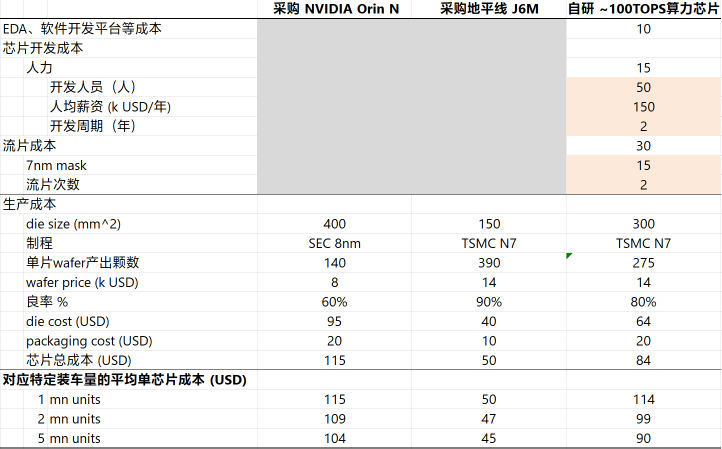 采购 NVIDIA Orin N 采购地平线 J6M 自研 ~100TOPS算力芯片
EDA、软件开发平台等成本 10
芯片开发成本
人力 15
开发人员（人） 50
人均薪资 (k USD/年) 150
开发周期（年） 2
流片成本 30
7nm mask 15
流片次数 2
生产成本
die size (mm^2) 400 150 300
制程 SEC 8nm TSMC N7 TSMC N7
单片wafer产出颗数 140 390 275
wafer price (k USD) 8 14 14
良率 % 60% 90% 80%
die cost (USD) 95 40 64
packaging cost (USD) 20 10 20
芯片总成本 (USD) 115 50 84
对应特定装车量的平均单芯片成本 (USD)
1 mn units 115 50 114
2 mn units 109 47 99
5 mn units 104 45 90